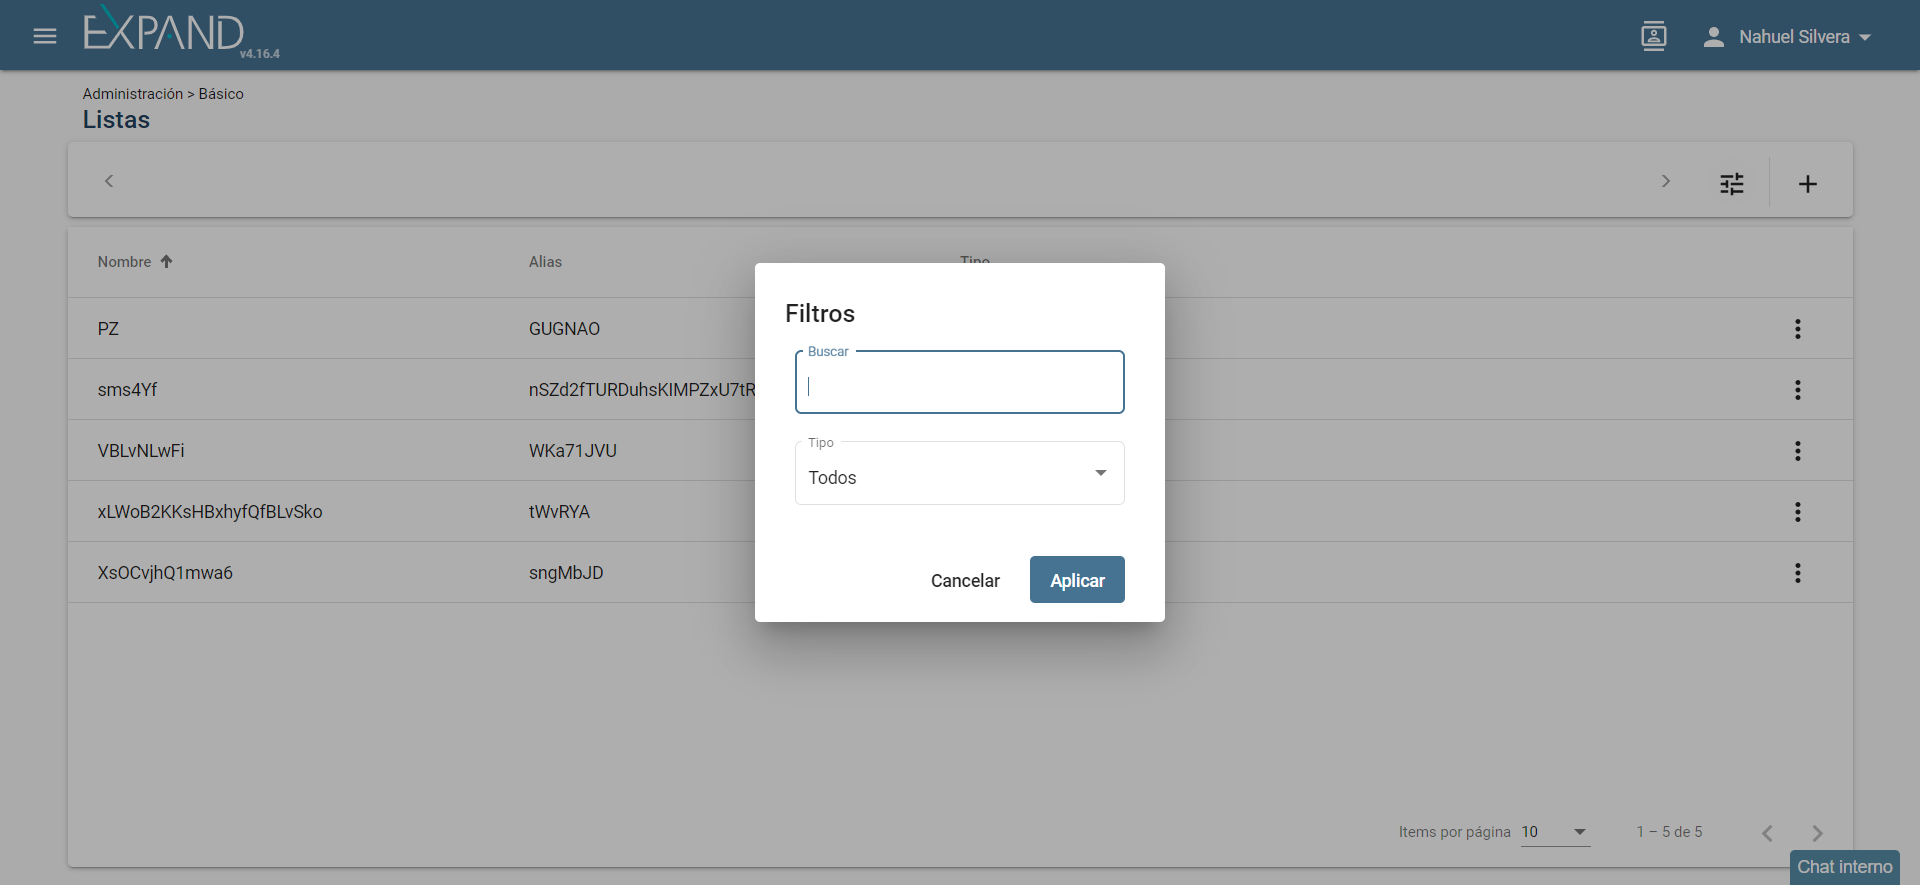 EXPAND
v4.16.4
Nahuel Silvera
Administración > Básico
Listas
Nombre Alias Tipo
PZ GUGNAO
sms4Yf nSZd2fTURDuhsKIMPZxU7tR
VBLvNLwFi WKa71JVU
xLWoB2KKsHBxhyfQfBLvSko tWvRYA
XsOCvjhQ1mwa6 sngMbJD
Filtros
Buscar
Tipo
Todos
Cancelar Aplicar
Items por página 10 1 – 5 de 5
Chat interno